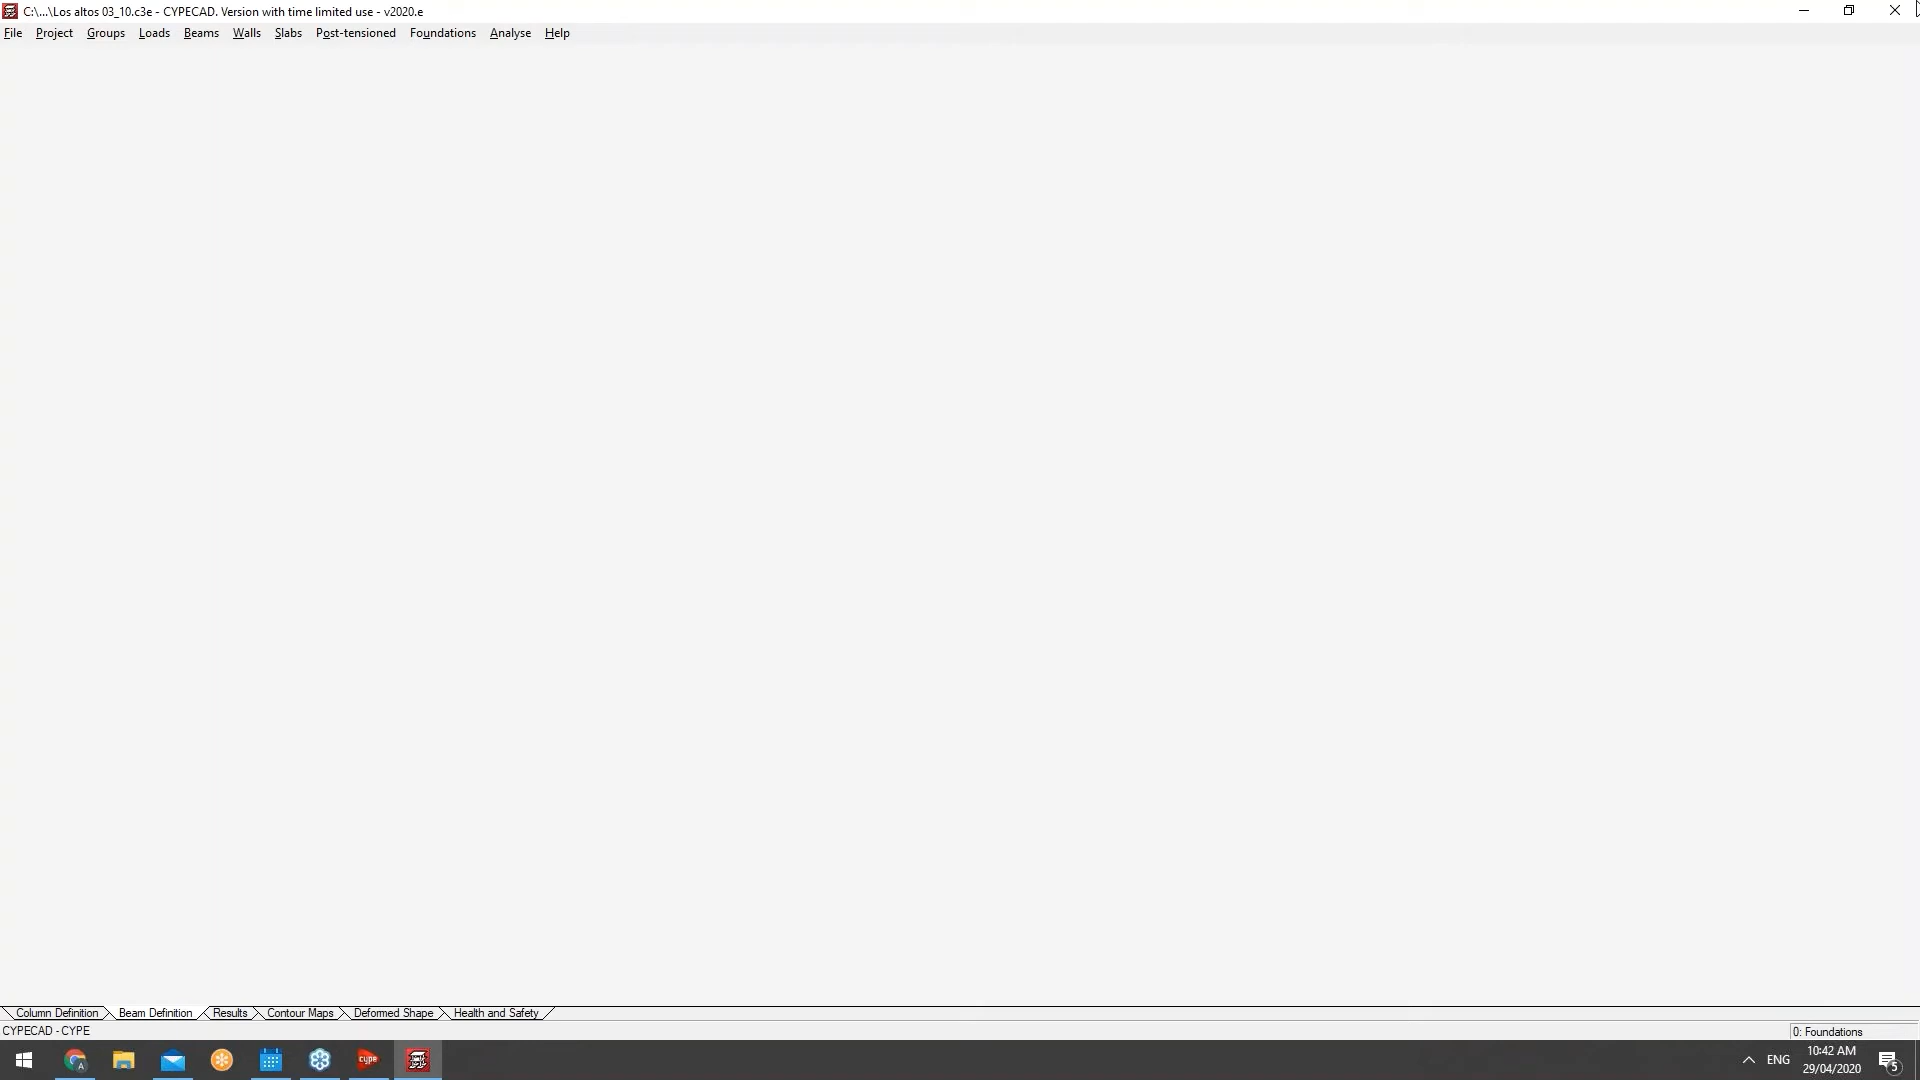 C:\...\Los altos 03_10.c3e - CYPECAD. Version with time limited use - v2020.e
File Project Groups Loads Beams Walls Slabs Post-tensioned Foundations Analyse Help
Column Definition Beam Definition Results Contour Maps Deformed Shape Health and Safety
CYPECAD - CYPE 0: Foundations
A cype ENG 10:42 AM 5
29/04/2020